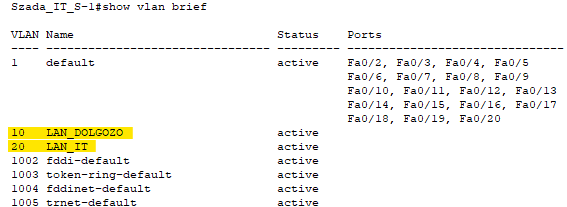 Szada_IT_S-1#show vlan brief
VLAN Name                             Status    Ports
---- -------------------------------- --------- -------------------------------
1    default                          active    Fa0/2, Fa0/3, Fa0/4, Fa0/5
                                                Fa0/6, Fa0/7, Fa0/8, Fa0/9
                                                Fa0/10, Fa0/11, Fa0/12, Fa0/13
                                                Fa0/14, Fa0/15, Fa0/16, Fa0/17
                                                Fa0/18, Fa0/19, Fa0/20
10   LAN_DOLGOZO                      active
20   LAN_IT                           active
1002 fddi-default                     active
1003 token-ring-default               active
1004 fddinet-default                  active
1005 trnet-default                    active